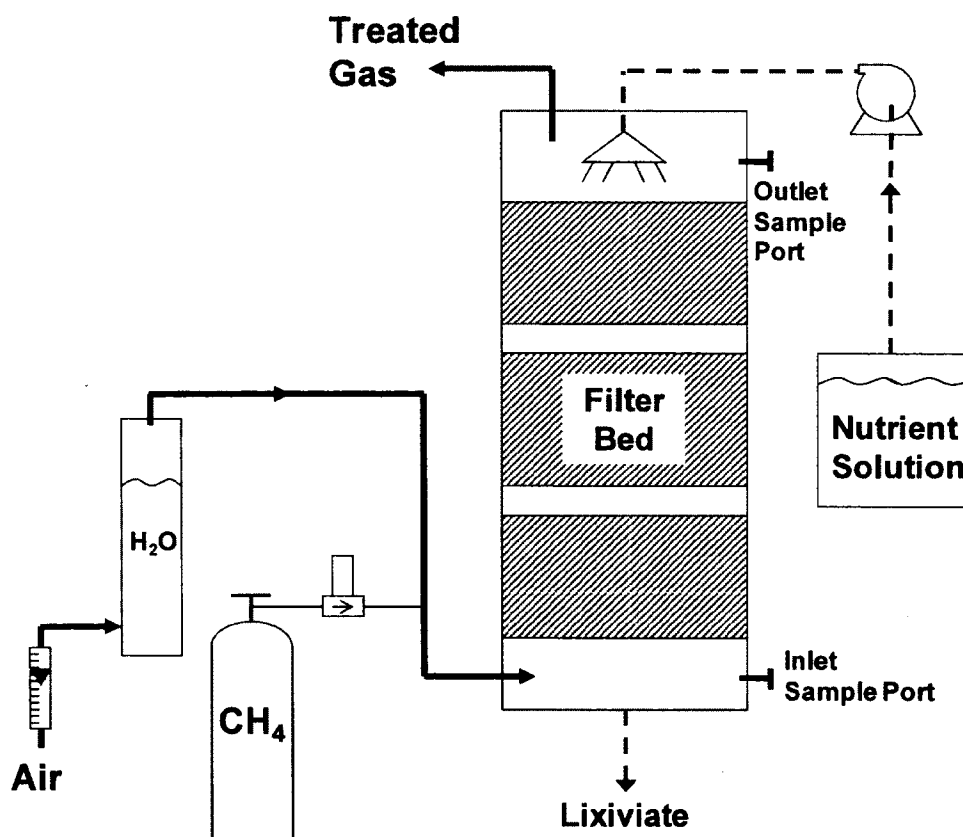 Treated
Gas
Outlet
Sample
Port
Filter
Bed
Nutrient
Solution
H₂O
CH₄
Inlet
Sample Port
Air
Lixiviate